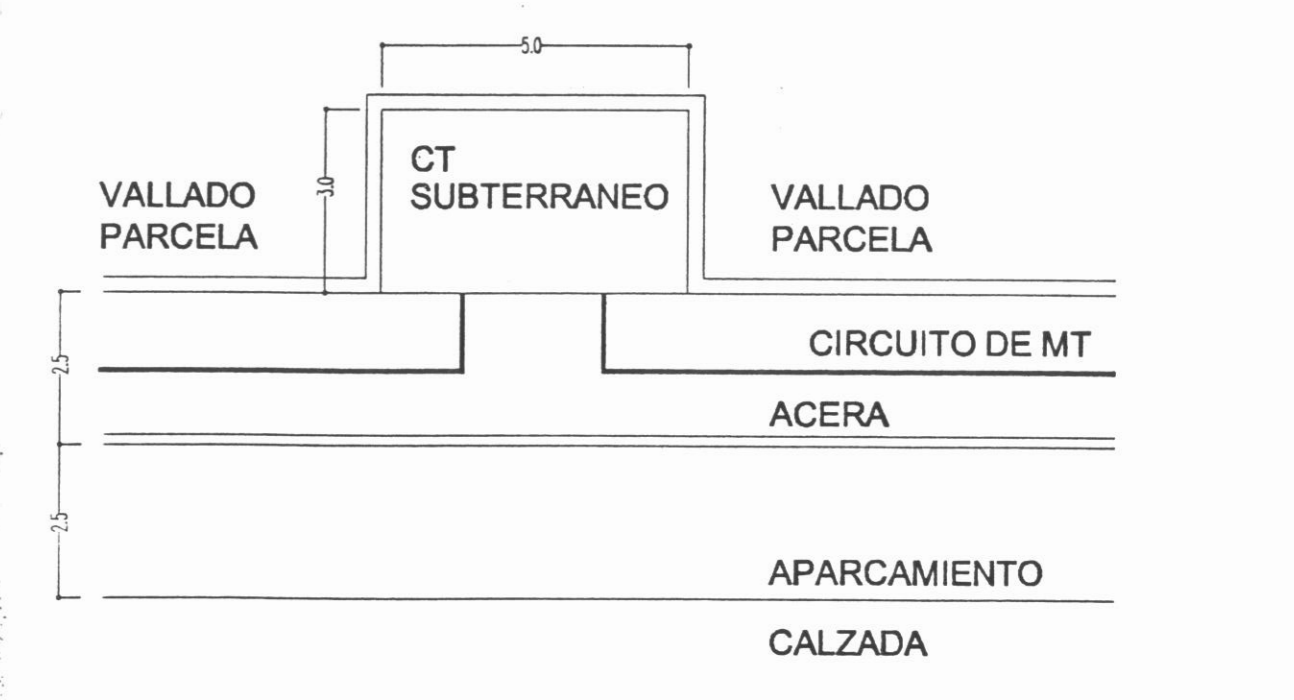 5.0
CT
SUBTERRANEO
3.0
VALLADO
PARCELA
VALLADO
PARCELA
CIRCUITO DE MT
2.5
ACERA
2.5
APARCAMIENTO
CALZADA